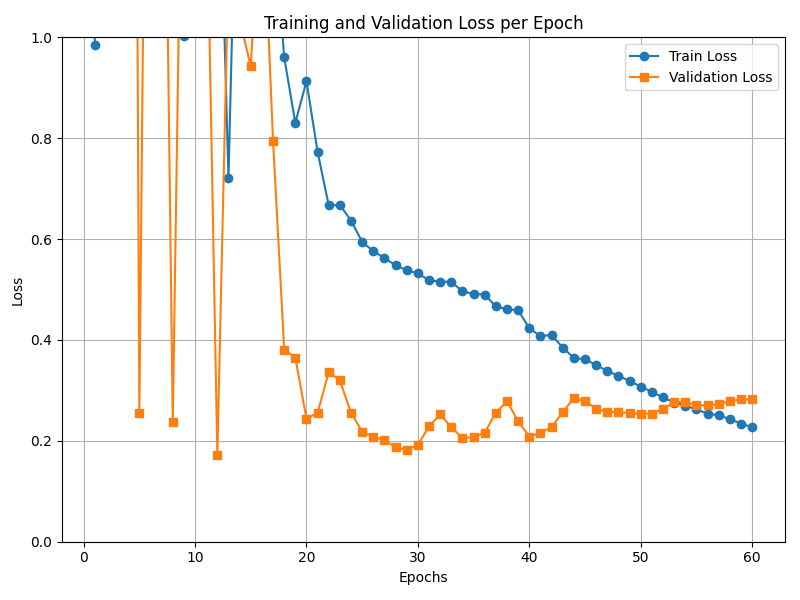 Training and Validation Loss per Epoch
Train Loss
Validation Loss
1.0
0.8
0.6
0.4
0.2
0.0
Loss
0 10 20 30 40 50 60
Epochs